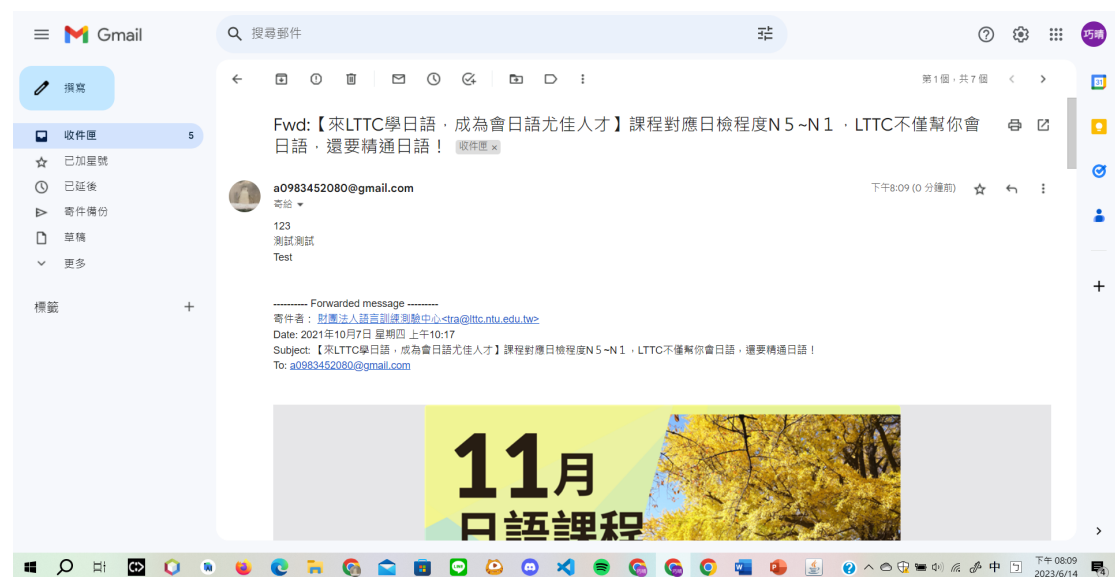 Gmail
搜尋郵件
巧晴
撰寫
第 1 個，共 7 個
收件匣 5
已加星號
已延後
寄件備份
草稿
更多
標籤
Fwd:【來LTTC學日語，成為會日語尤佳人才】課程對應日檢程度N５~N１，LTTC不僅幫你會
日語，還要精通日語！ 收件匣 x
a0983452080@gmail.com
下午8:09 (0 分鐘前)
寄給
123
測試測試
Test
---------- Forwarded message ---------
寄件者： 財團法人語言訓練測驗中心<tra@lttc.ntu.edu.tw>
Date: 2021年10月7日 星期四 上午10:17
Subject: 【來LTTC學日語，成為會日語尤佳人才】課程對應日檢程度N５~N１，LTTC不僅幫你會日語，還要精通日語！
To: a0983452080@gmail.com
11月
日語課程
31
中
下午 08:09
2023/6/14
4